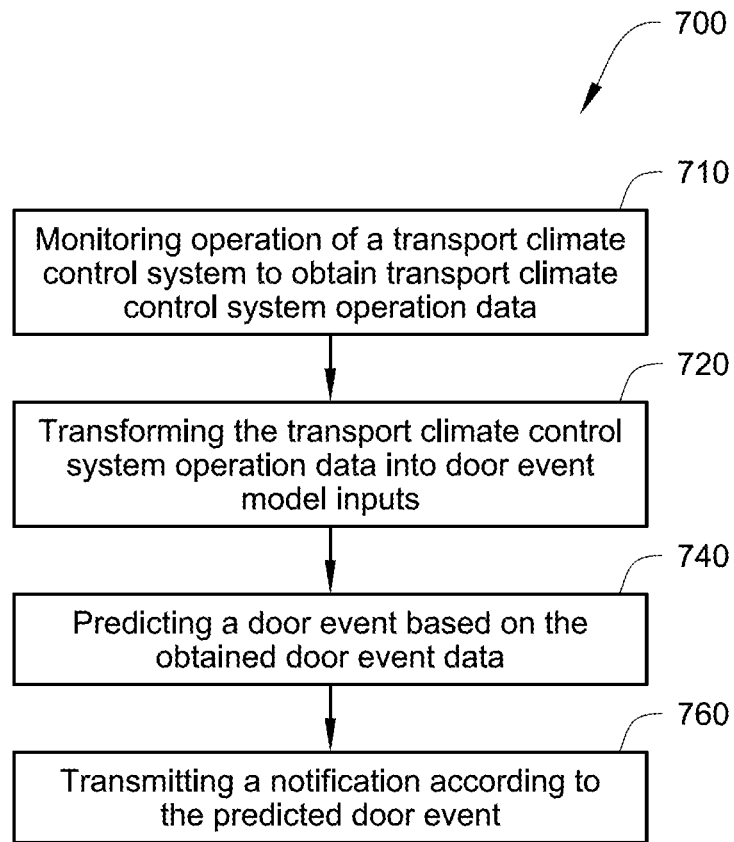 700
710
Monitoring operation of a transport climate
control system to obtain transport climate
control system operation data
720
Transforming the transport climate control
system operation data into door event
model inputs
740
Predicting a door event based on the
obtained door event data
760
Transmitting a notification according to
the predicted door event